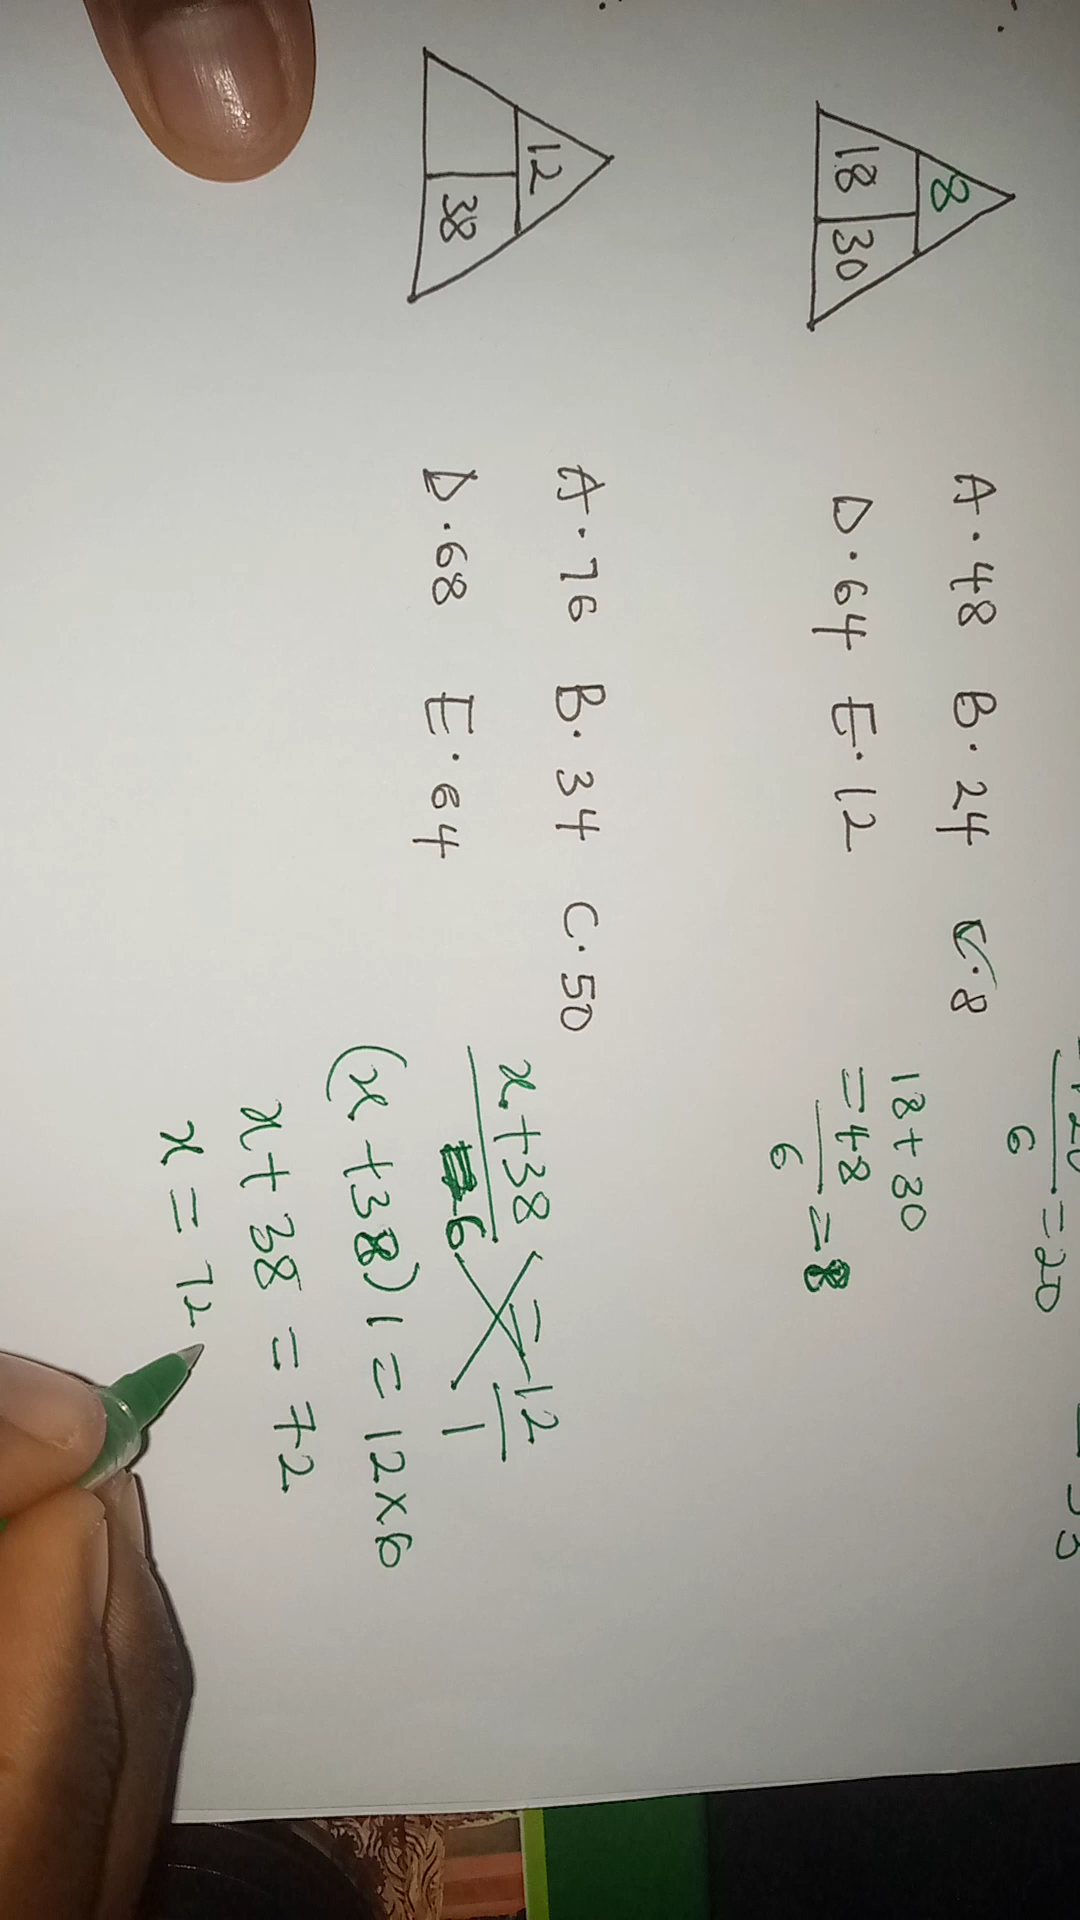 6 = 20
8
18 30
A. 48 B. 24 C. 8
D. 64 E. 12
18 + 30
= 48
6 = 8
12
38
A. 76 B. 34 C. 50
D. 68 E. 64
x + 38 = 12
6 1
(x + 38) 1 = 12 x 6
x + 38 = 72
x = 72